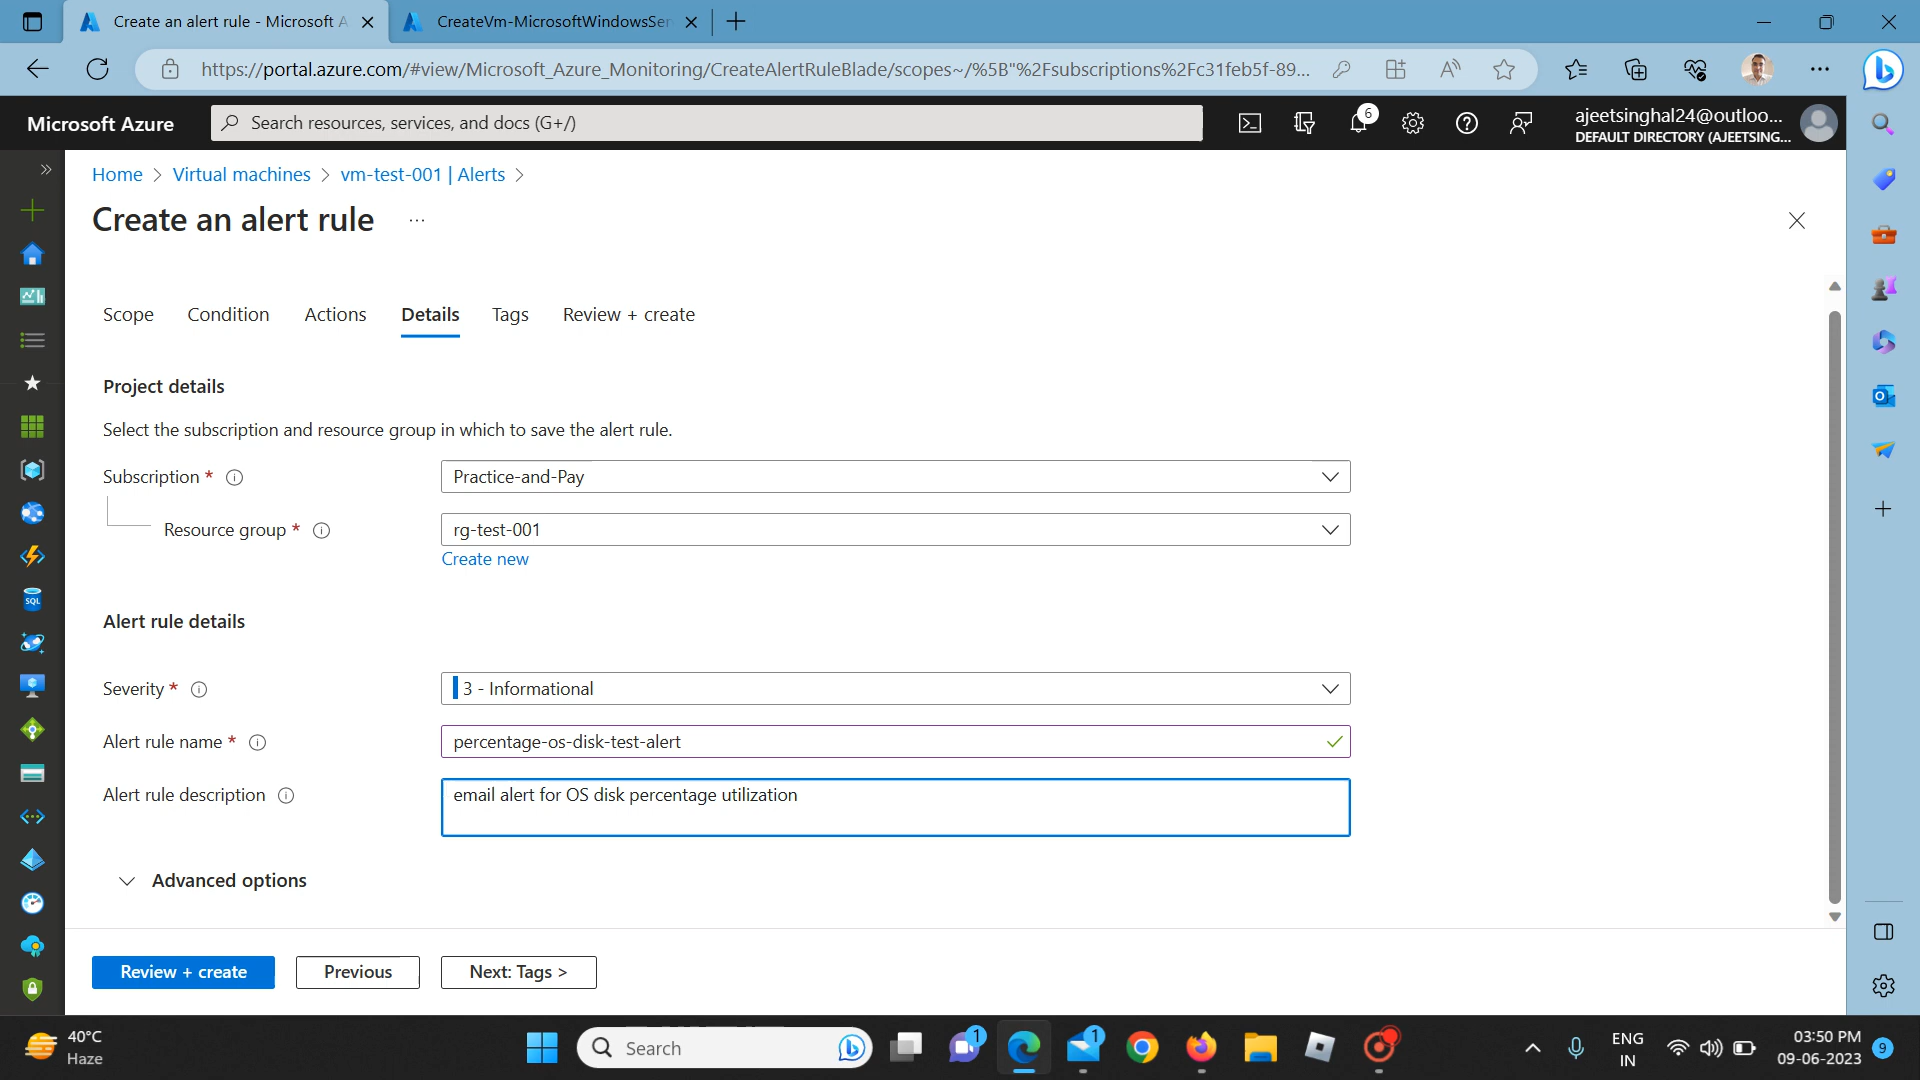 Create an alert rule - Microsoft A
CreateVm-MicrosoftWindowsSer
https://portal.azure.com/#view/Microsoft_Azure_Monitoring/CreateAlertRuleBlade/scopes~/%5B"%2Fsubscriptions%2Fc31feb5f-89...
Microsoft Azure
Search resources, services, and docs (G+/)
6
ajeetsinghal24@outloo...
DEFAULT DIRECTORY (AJEETSING...
Home > Virtual machines > vm-test-001 | Alerts >
Create an alert rule ...
Scope Condition Actions Details Tags Review + create
Project details
Select the subscription and resource group in which to save the alert rule.
Subscription * Practice-and-Pay
Resource group * rg-test-001
Create new
Alert rule details
Severity * 3 - Informational
Alert rule name * percentage-os-disk-test-alert
Alert rule description email alert for OS disk percentage utilization
Advanced options
Review + create Previous Next: Tags >
SQL
40°C
Haze
Search
1
1
ENG
IN
03:50 PM
09-06-2023
9